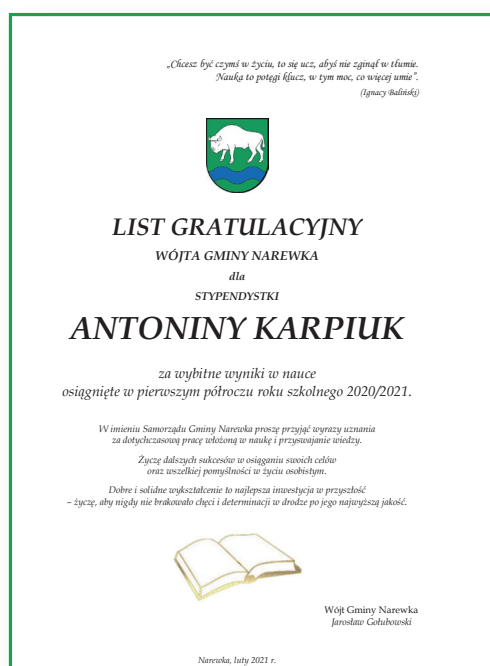 „Chcesz być czymś w życiu, to się ucz, abyś nie zginął w tłumie.
Nauka to potęgi klucz, w tym moc, co więcej umie”.
(Ignacy Baliński)
LIST GRATULACYJNY
WÓJTA GMINY NAREWKA
dla
STYPENDYSTKI
ANTONINY KARPIUK
za wybitne wyniki w nauce
osiągnięte w pierwszym półroczu roku szkolnego 2020/2021.
W imieniu Samorządu Gminy Narewka proszę przyjąć wyrazy uznania
za dotychczasową pracę włożoną w naukę i przyswajanie wiedzy.
Życzę dalszych sukcesów w osiąganiu swoich celów
oraz wszelkiej pomyślności w życiu osobistym.
Dobre i solidne wykształcenie to najlepsza inwestycja w przyszłość
– życzę, aby nigdy nie brakowało chęci i determinacji w drodze po jego najwyższą jakość.
Wójt Gminy Narewka
Jarosław Gołubowski
Narewka, luty 2021 r.